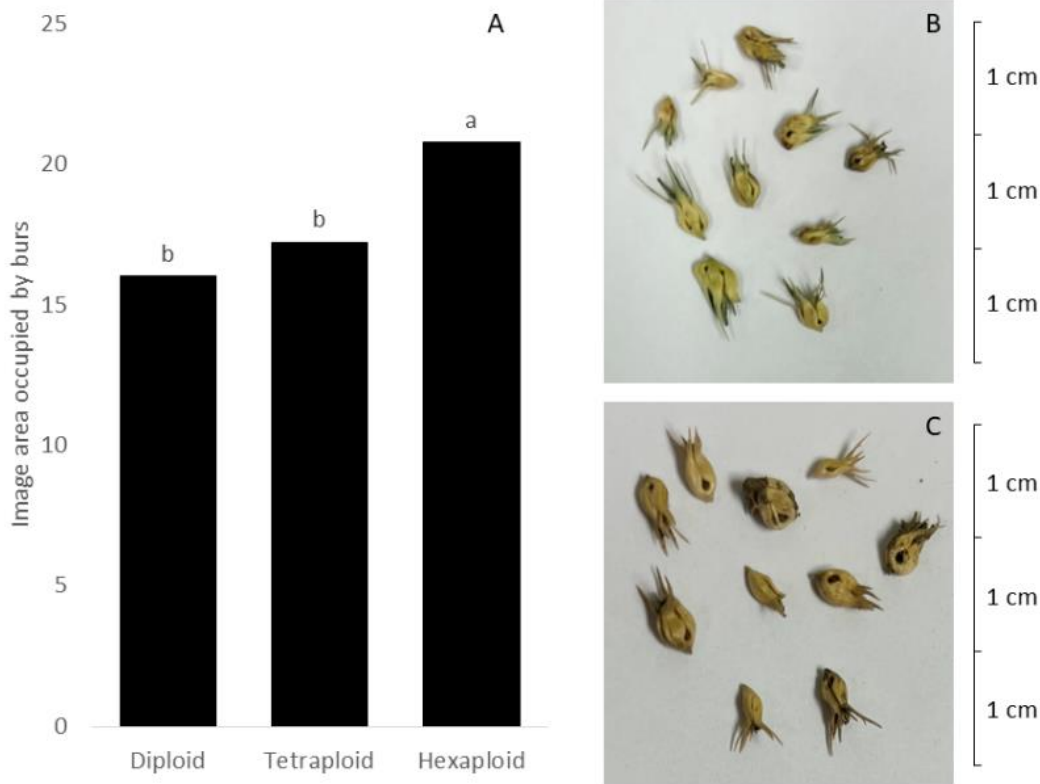 25
20
15
10
5
0
Image area occupied by burs
A
b
b
a
Diploid
Tetraploid
Hexaploid
B
1 cm
1 cm
1 cm
C
1 cm
1 cm
1 cm